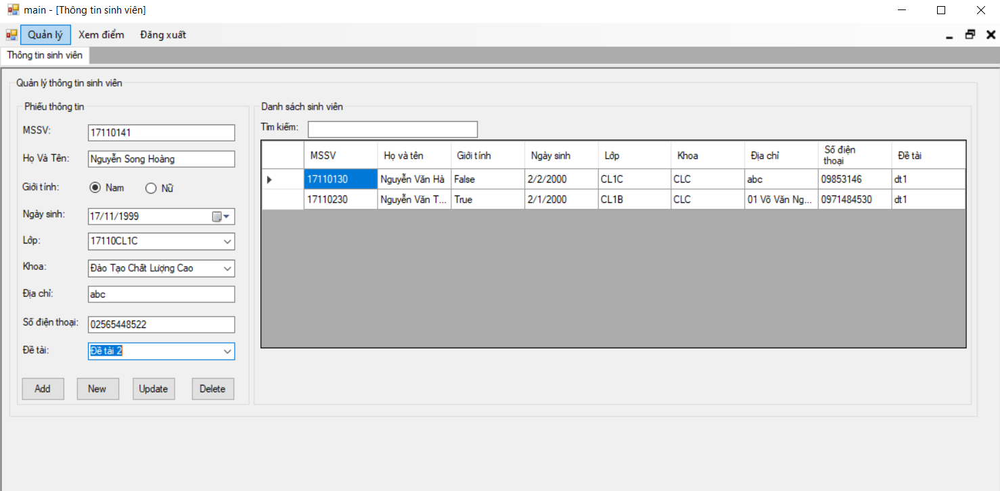 main - [Thông tin sinh viên]
Quản lý Xem điểm Đăng xuất
Thông tin sinh viên
Quản lý thông tin sinh viên
Phiếu thông tin
MSSV: 17110141
Họ Và Tên: Nguyễn Song Hoàng
Giới tính: Nam Nữ
Ngày sinh: 17/11/1999
Lớp: 17110CL1C
Khoa: Đào Tạo Chất Lượng Cao
Địa chỉ: abc
Số điện thoại: 02565448522
Đề tài: Đề tài 2
Add New Update Delete
Danh sách sinh viên
Tìm kiếm:
MSSV Họ và tên Giới tính Ngày sinh Lớp Khoa Địa chỉ Số điện thoại Đề tài
17110130 Nguyễn Văn Hà False 2/2/2000 CL1C CLC abc 09853146 dt1
17110230 Nguyễn Văn T... True 2/1/2000 CL1B CLC 01 Võ Văn Ng... 0971484530 dt1